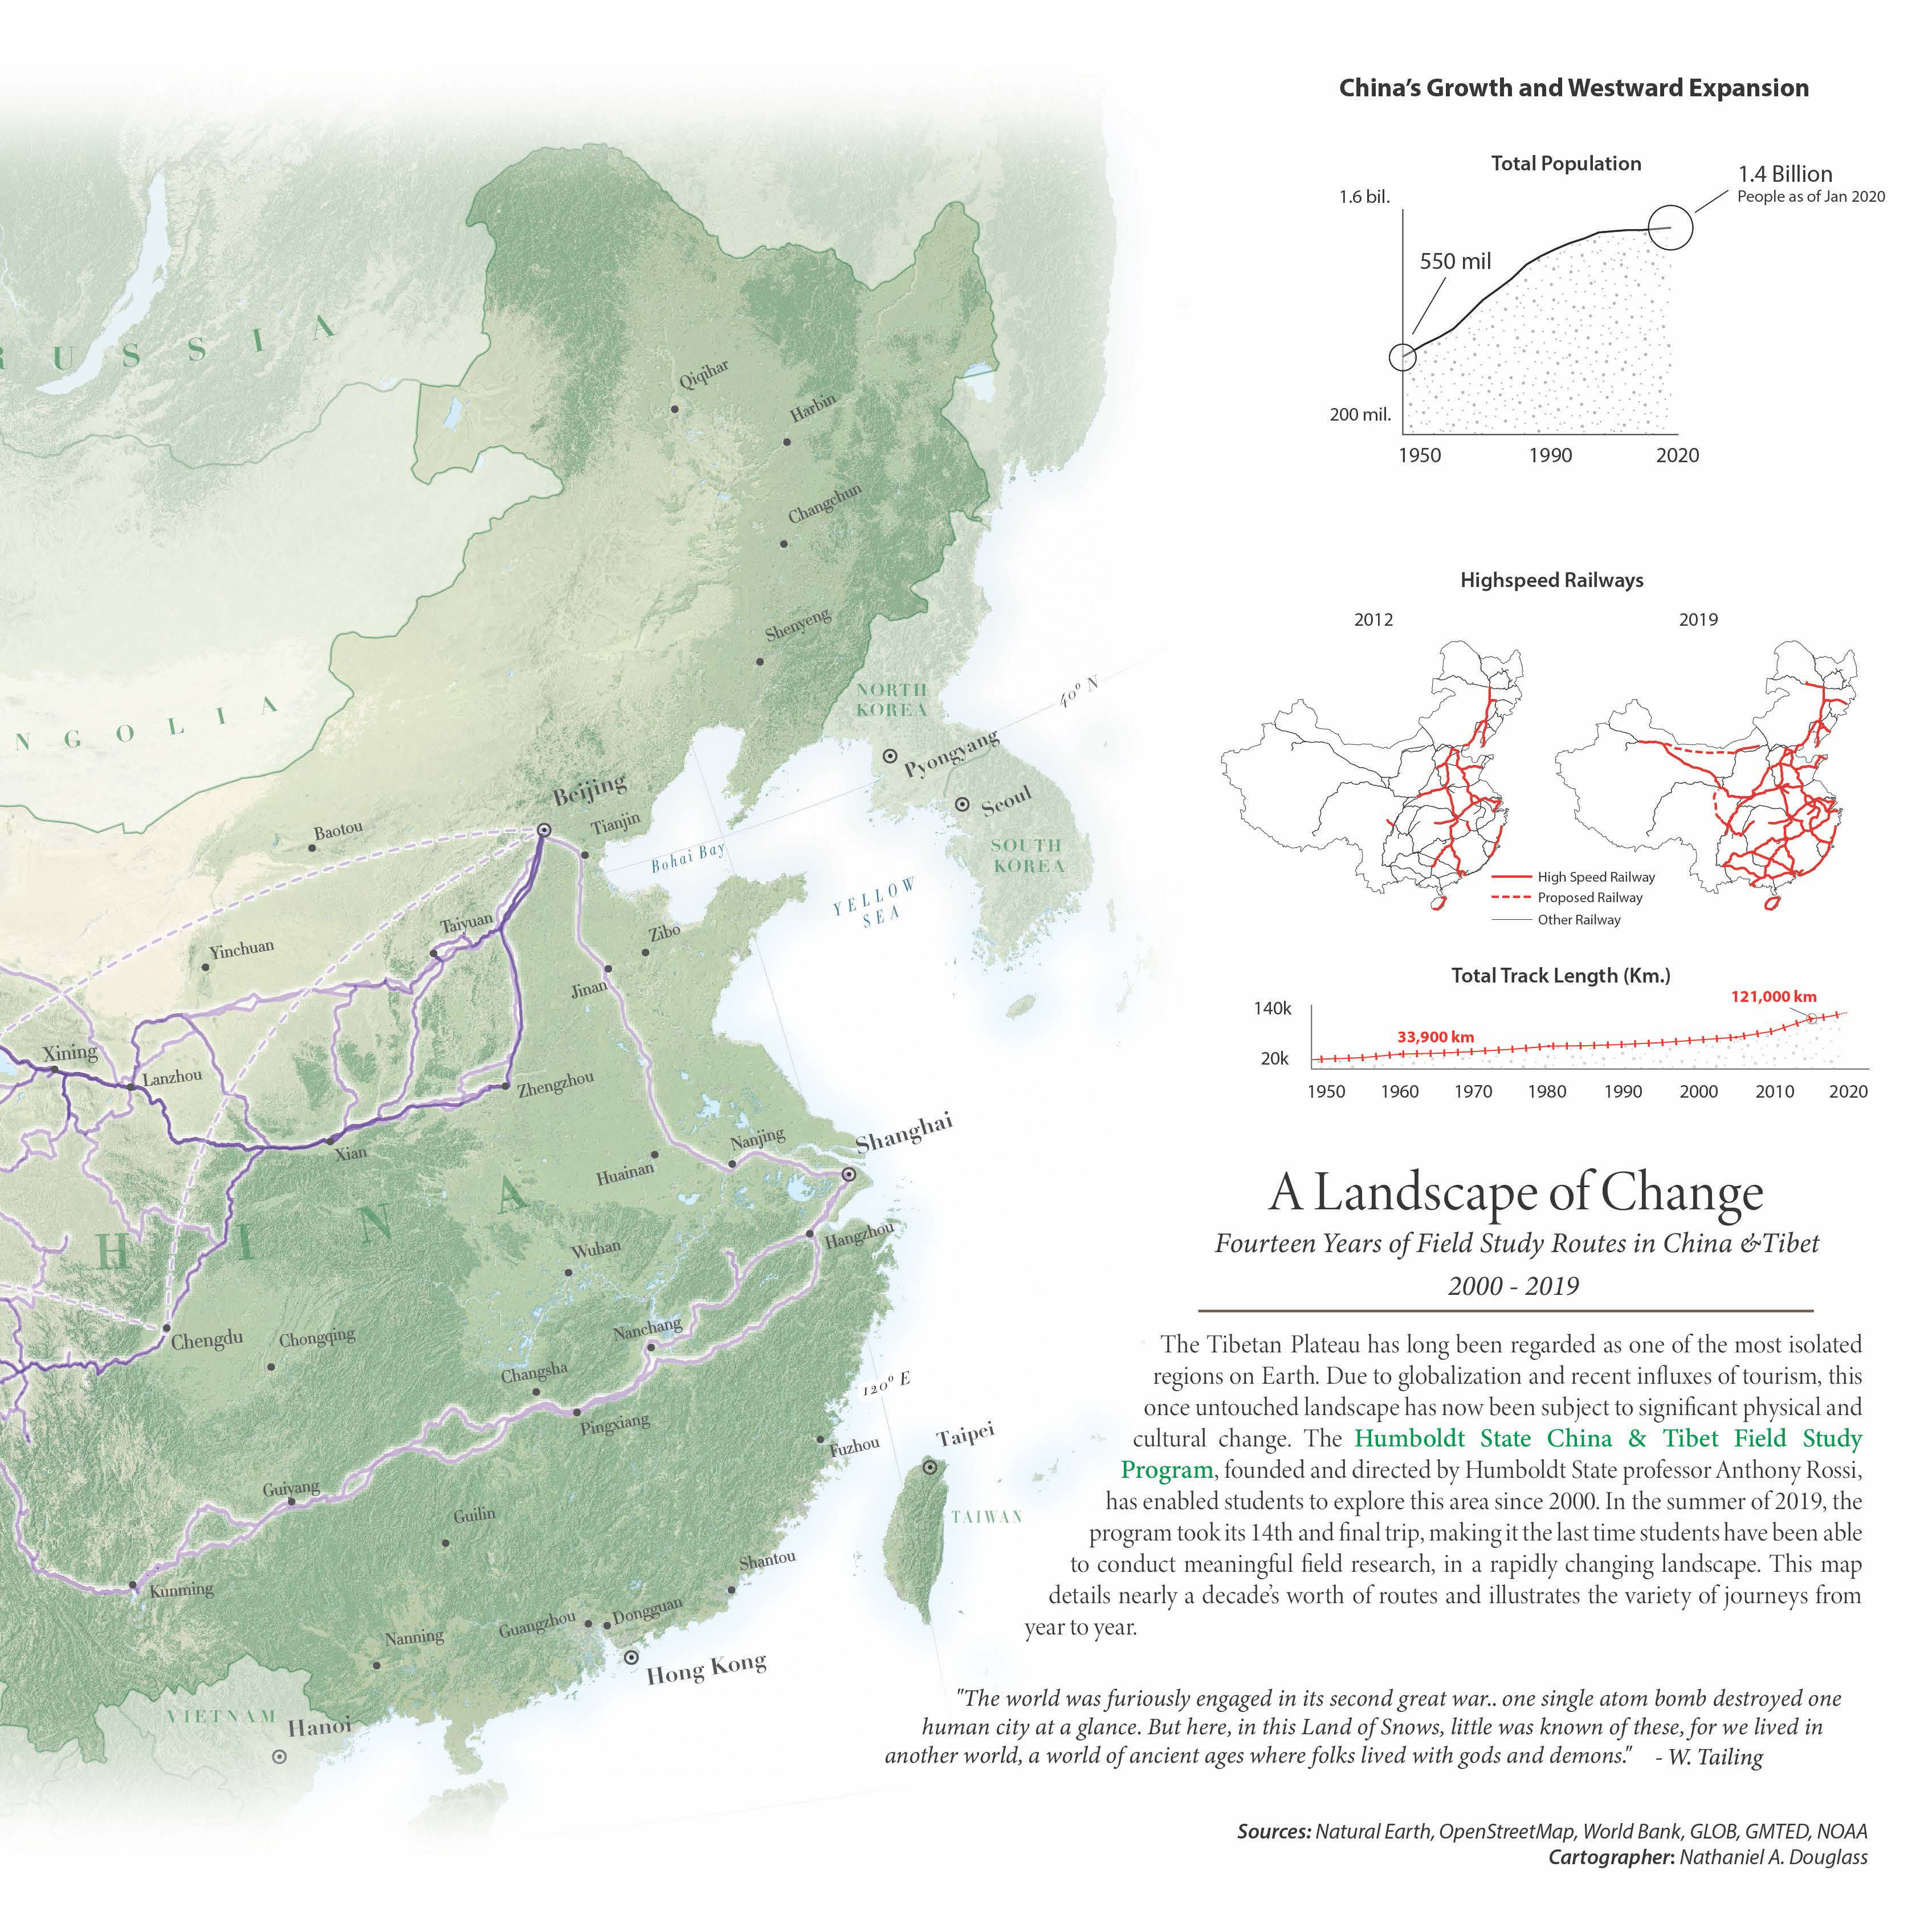 China's Growth and Westward Expansion
Total Population
1.4 Billion
People as of Jan 2020
1.6 bil.
550 mil
200 mil.
1950 1990 2020
Highspeed Railways
2012 2019
High Speed Railway
Proposed Railway
Other Railway
Total Track Length (Km.)
140k
121,000 km
33,900 km
20k
1950 1960 1970 1980 1990 2000 2010 2020
A Landscape of Change
Fourteen Years of Field Study Routes in China &Tibet
2000 - 2019
The Tibetan Plateau has long been regarded as one of the most isolated
regions on Earth. Due to globalization and recent influxes of tourism, this
once untouched landscape has now been subject to significant physical and
cultural change. The Humboldt State China & Tibet Field Study
Program, founded and directed by Humboldt State professor Anthony Rossi,
has enabled students to explore this area since 2000. In the summer of 2019, the
program took its 14th and final trip, making it the last time students have been able
to conduct meaningful field research, in a rapidly changing landscape. This map
details nearly a decade's worth of routes and illustrates the variety of journeys from
year to year.
"The world was furiously engaged in its second great war.. one single atom bomb destroyed one
human city at a glance. But here, in this Land of Snows, little was known of these, for we lived in
another world, a world of ancient ages where folks lived with gods and demons." - W. Tailing
Sources: Natural Earth, OpenStreetMap, World Bank, GLOB, GMTED, NOAA
Cartographer: Nathaniel A. Douglass
RUSSIA
NGOLIA
HINA
Qiqihar
Harbin
Changchun
Shenyeng
NORTH
KOREA
40° N
Pyongyang
Seoul
SOUTH
KOREA
Beijing
Tianjin
Baotou
Bohai Bay
YELLOW
SEA
Taiyuan
Zibo
Yinchuan
Jinan
Xining
Lanzhou
Zhengzhou
Xian
Nanjing
Shanghai
Huainan
Hangzhou
Wuhan
Nanchang
Chengdu
Chongqing
Changsha
120° E
Pingxiang
Fuzhou
Taipei
TAIWAN
Guiyang
Guilin
Kunming
Shantou
Guangzhou
Dongguan
Nanning
Hong Kong
VIETNAM
Hanoi